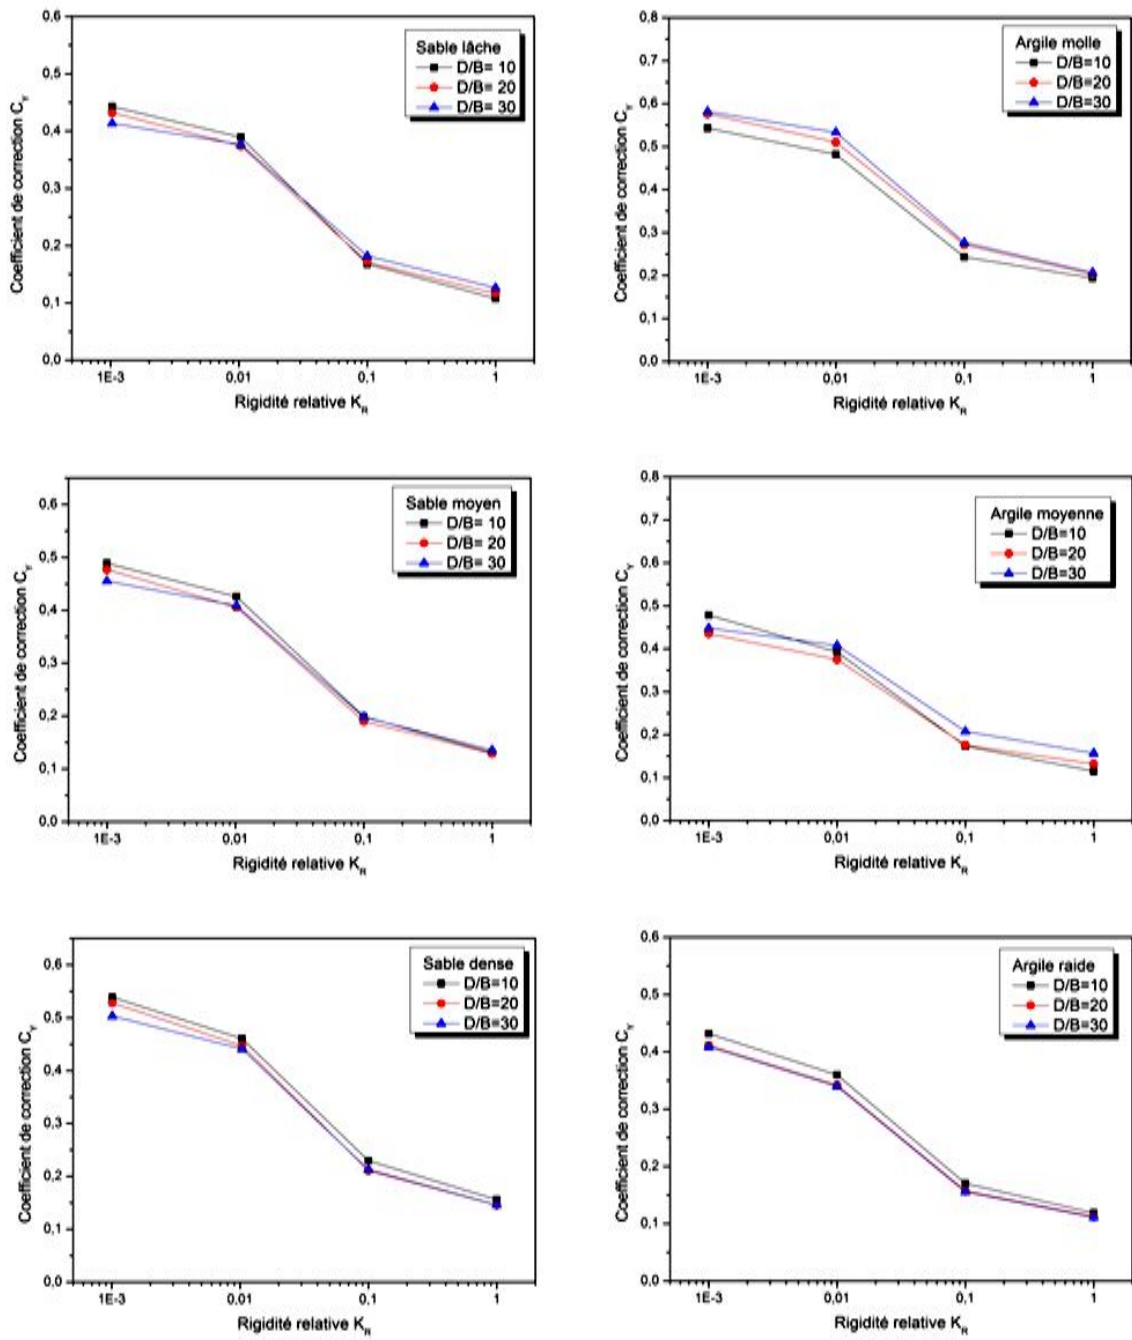 Sable lâche
D/B= 10
D/B= 20
D/B= 30
Coefficient de correction Cγ
0,6
0,5
0,4
0,3
0,2
0,1
0,0
1E-3 0,01 0,1 1
Rigidité relative K_R
Argile molle
D/B=10
D/B=20
D/B=30
Coefficient de correction Cγ
0,8
0,7
0,6
0,5
0,4
0,3
0,2
0,1
0,0
1E-3 0,01 0,1 1
Rigidité relative K_R
Sable moyen
D/B= 10
D/B= 20
D/B= 30
Coefficient de correction Cγ
0,6
0,5
0,4
0,3
0,2
0,1
0,0
1E-3 0,01 0,1 1
Rigidité relative K_R
Argile moyenne
D/B=10
D/B=20
D/B=30
Coefficient de correction Cγ
0,8
0,7
0,6
0,5
0,4
0,3
0,2
0,1
0,0
1E-3 0,01 0,1 1
Rigidité relative K_R
Sable dense
D/B=10
D/B=20
D/B=30
Coefficient de correction Cγ
0,6
0,5
0,4
0,3
0,2
0,1
0,0
1E-3 0,01 0,1 1
Rigidité relative K_R
Argile raide
D/B=10
D/B=20
D/B=30
Coefficient de correction Cγ
0,6
0,5
0,4
0,3
0,2
0,1
0,0
1E-3 0,01 0,1 1
Rigidité relative K_R